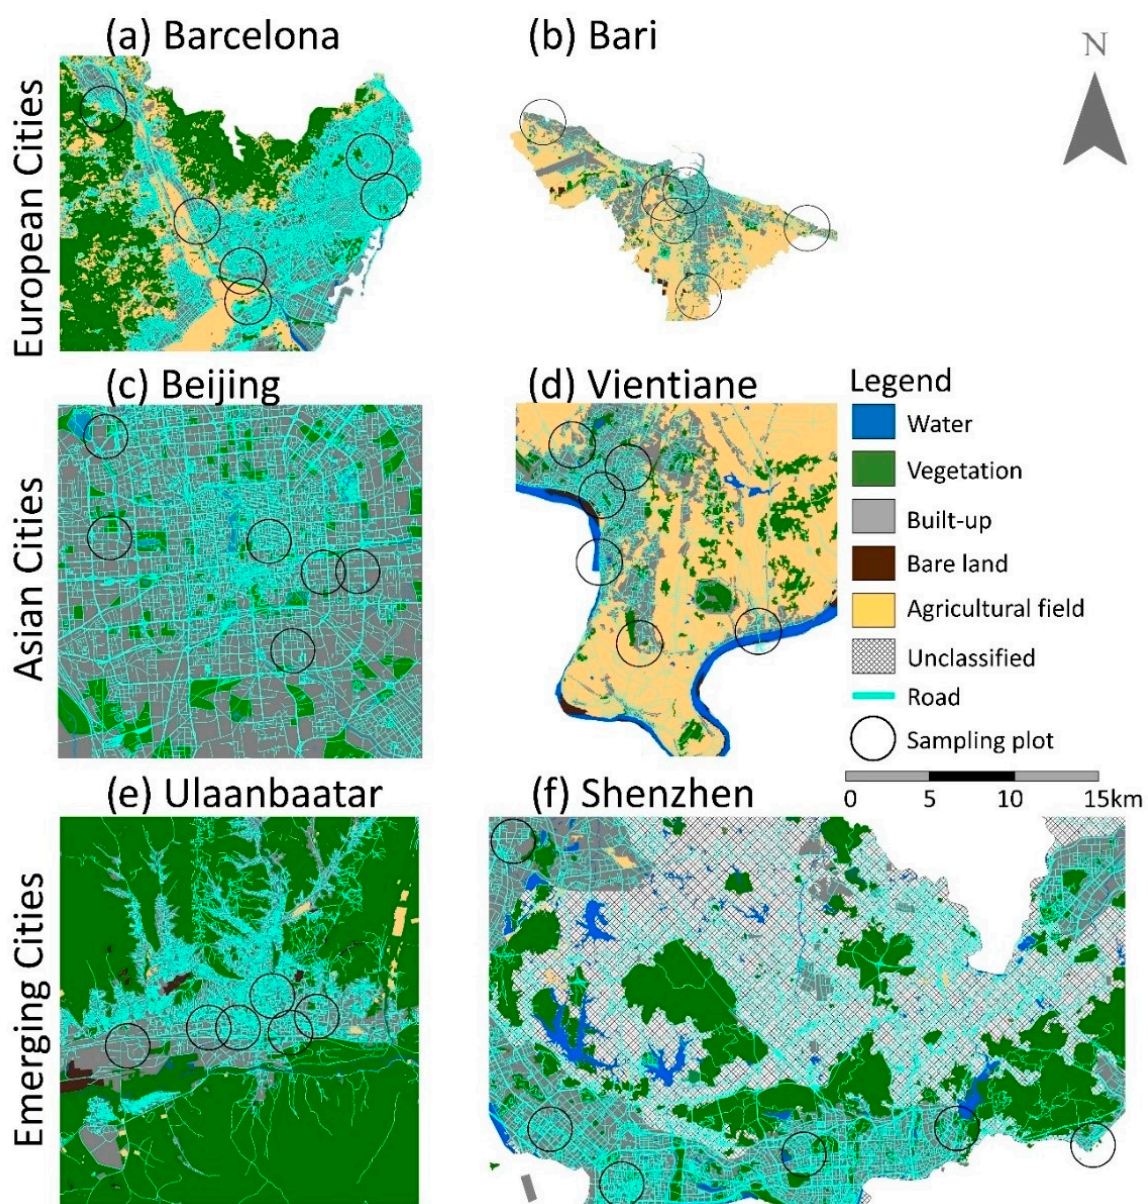 (a) Barcelona
(b) Bari
N
European Cities
(c) Beijing
(d) Vientiane
Asian Cities
Legend
Water
Vegetation
Built-up
Bare land
Agricultural field
Unclassified
Road
Sampling plot
0 5 10 15km
(e) Ulaanbaatar
(f) Shenzhen
Emerging Cities